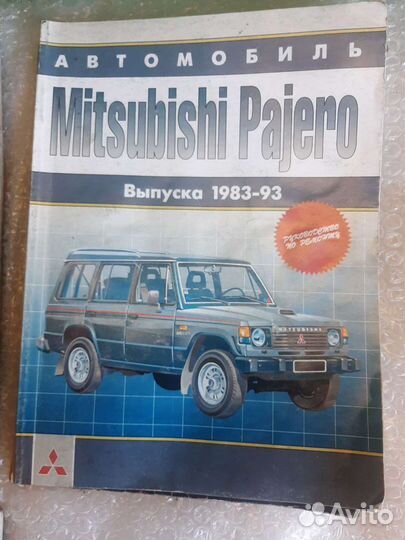 АВТОМОБИЛЬ
Mitsubishi Pajero
Выпуска 1983-93
РУКОВОДСТВО
ПО РЕМОНТУ
MITSUBISHI
Avito